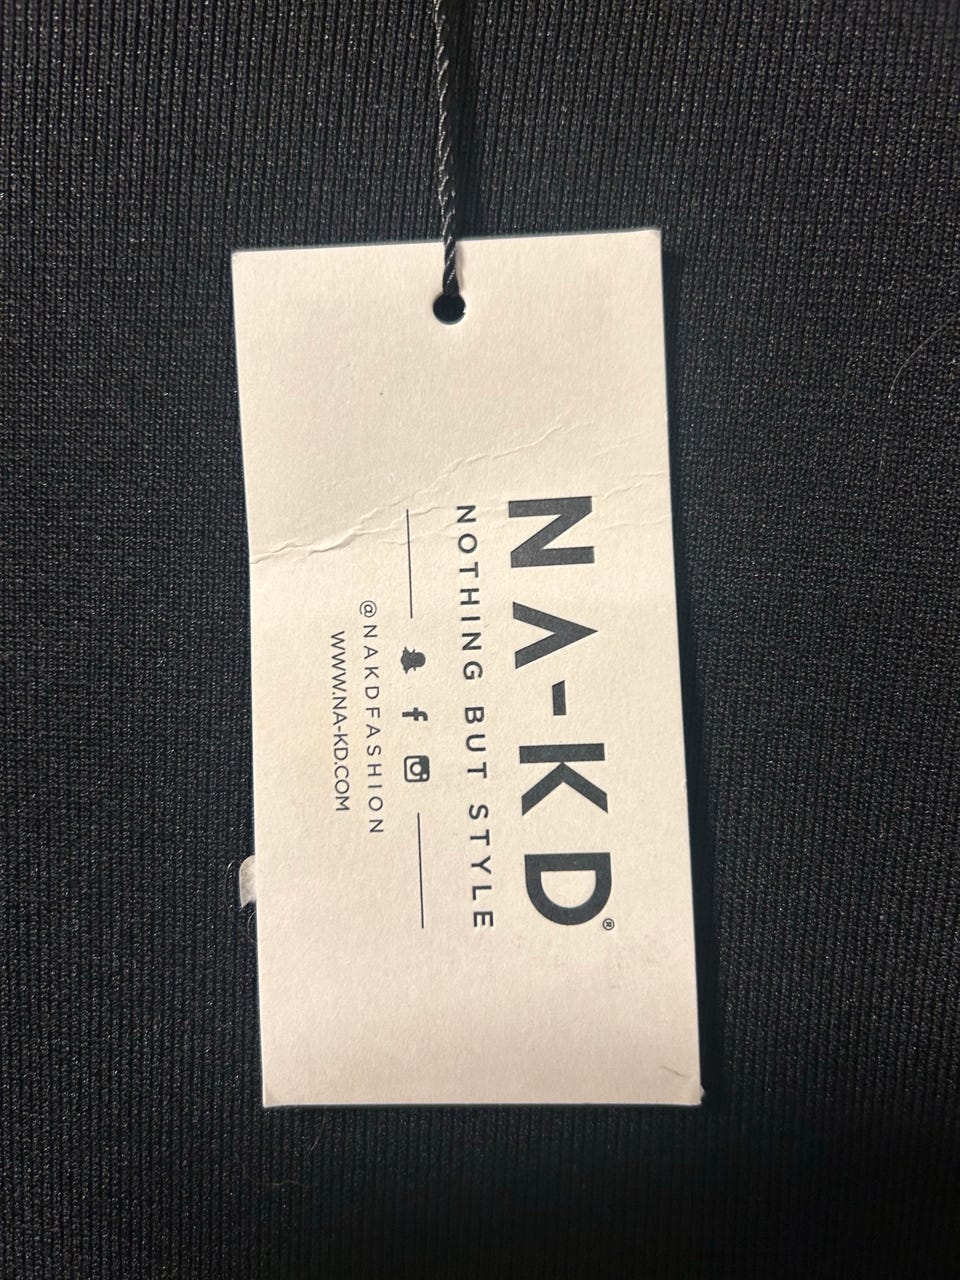 NA-KD®
NOTHING BUT STYLE
@NAKDFASHION
WWW.NA-KD.COM